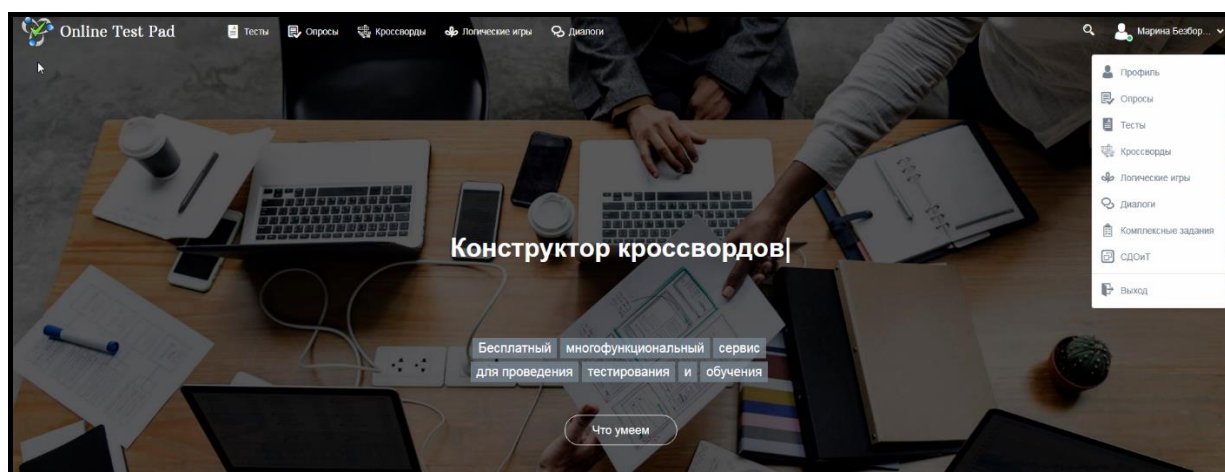 Online Test Pad Тесты Опросы Кроссворды Логические игры Диалоги Марина Безбор...
Профиль
Опросы
Тесты
Кроссворды
Логические игры
Диалоги
Комплексные задания
СДОиТ
Выход
Конструктор кроссвордов|
Бесплатный многофункциональный сервис
для проведения тестирования и обучения
Что умеем